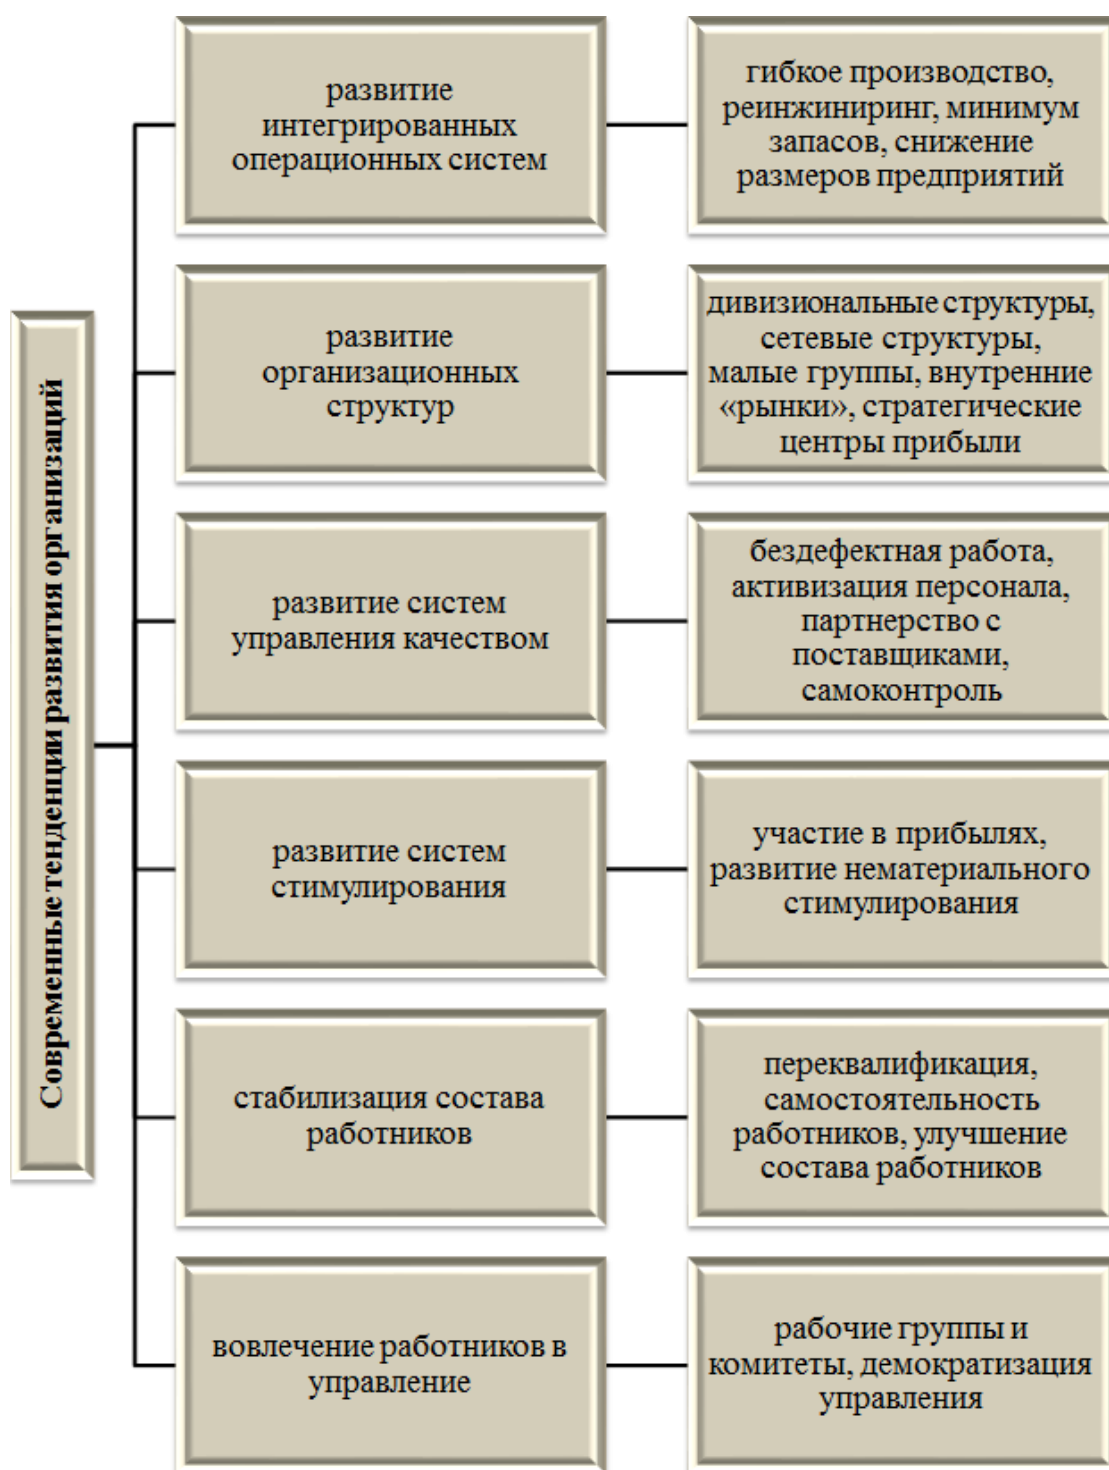 Современные тенденции развития организаций
развитие
интегрированных
операционных систем
гибкое производство,
реинжиниринг, минимум
запасов, снижение
размеров предприятий
развитие
организационных
структур
дивизиональные структуры,
сетевые структуры,
малые группы, внутренние
«рынки», стратегические
центры прибыли
развитие систем
управления качеством
бездефектная работа,
активизация персонала,
партнерство с
поставщиками,
самоконтроль
развитие систем
стимулирования
участие в прибылях,
развитие нематериального
стимулирования
стабилизация состава
работников
переквалификация,
самостоятельность
работников, улучшение
состава работников
вовлечение работников в
управление
рабочие группы и
комитеты, демократизация
управления